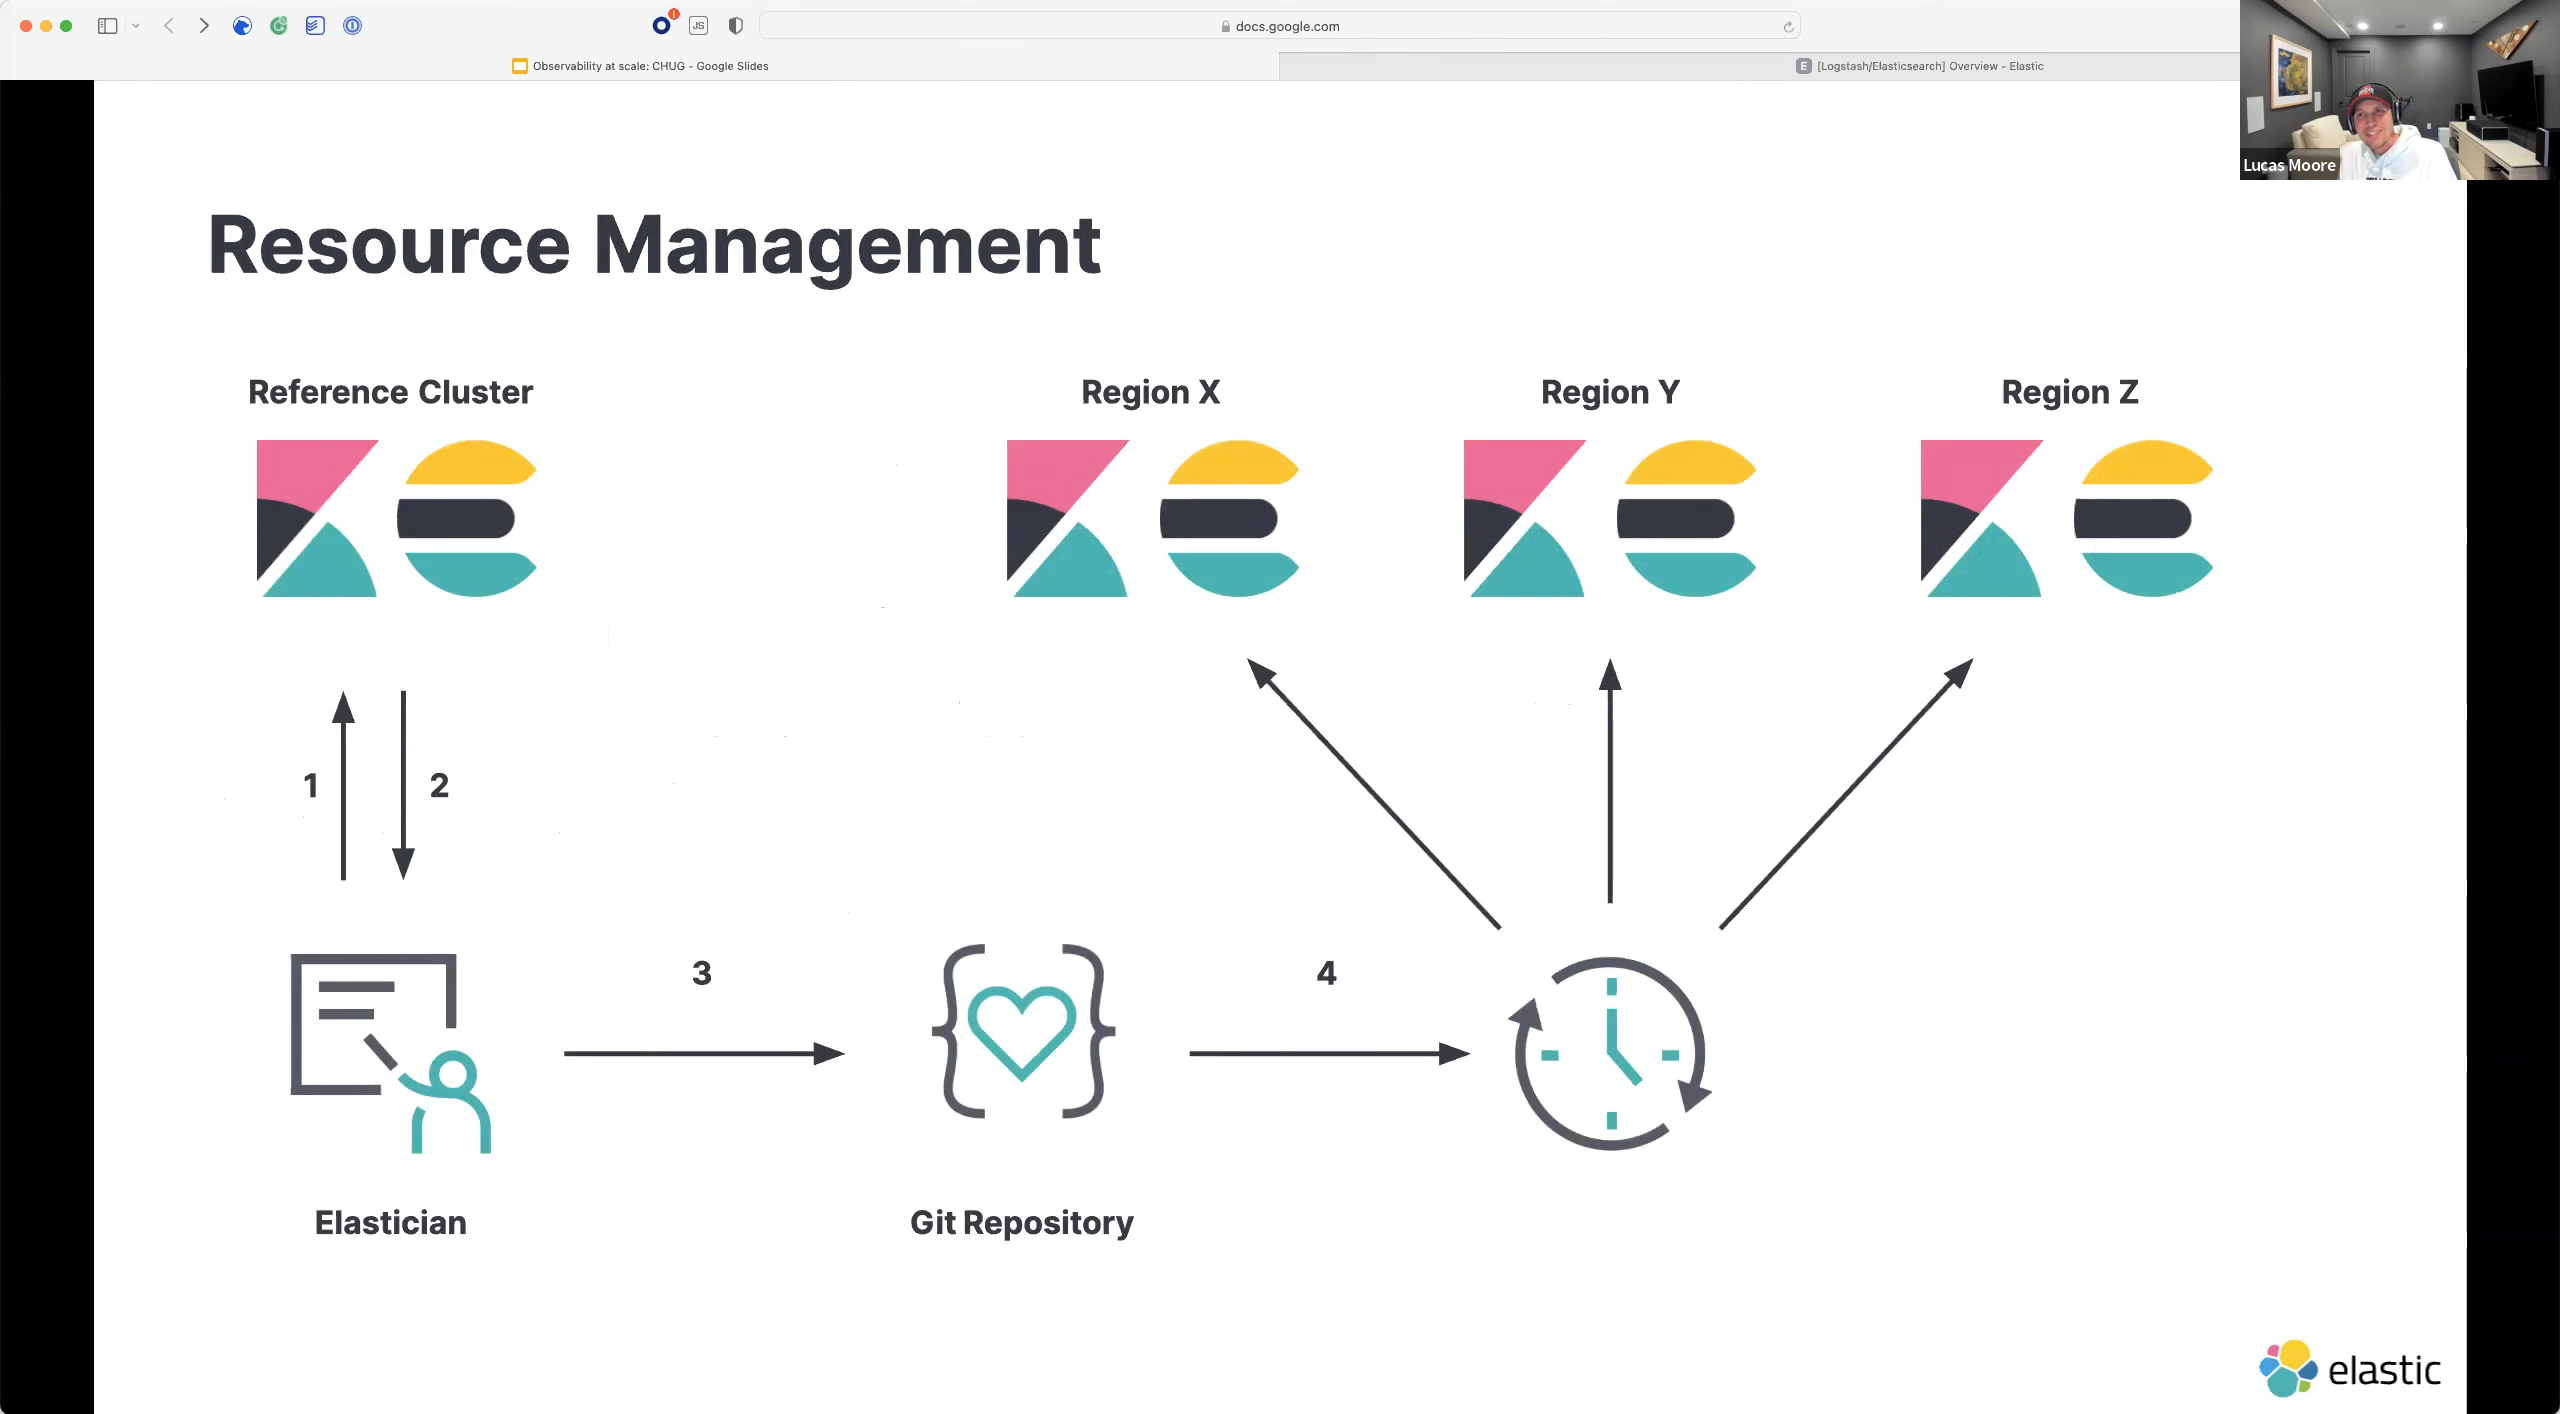 docs.google.com
Observability at scale: CHUG - Google Slides
E [Logstash/Elasticsearch] Overview - Elastic
JS
Lucas Moore
Resource Management
Reference Cluster
Region X
Region Y
Region Z
1
2
3
4
Elastician
Git Repository
elastic